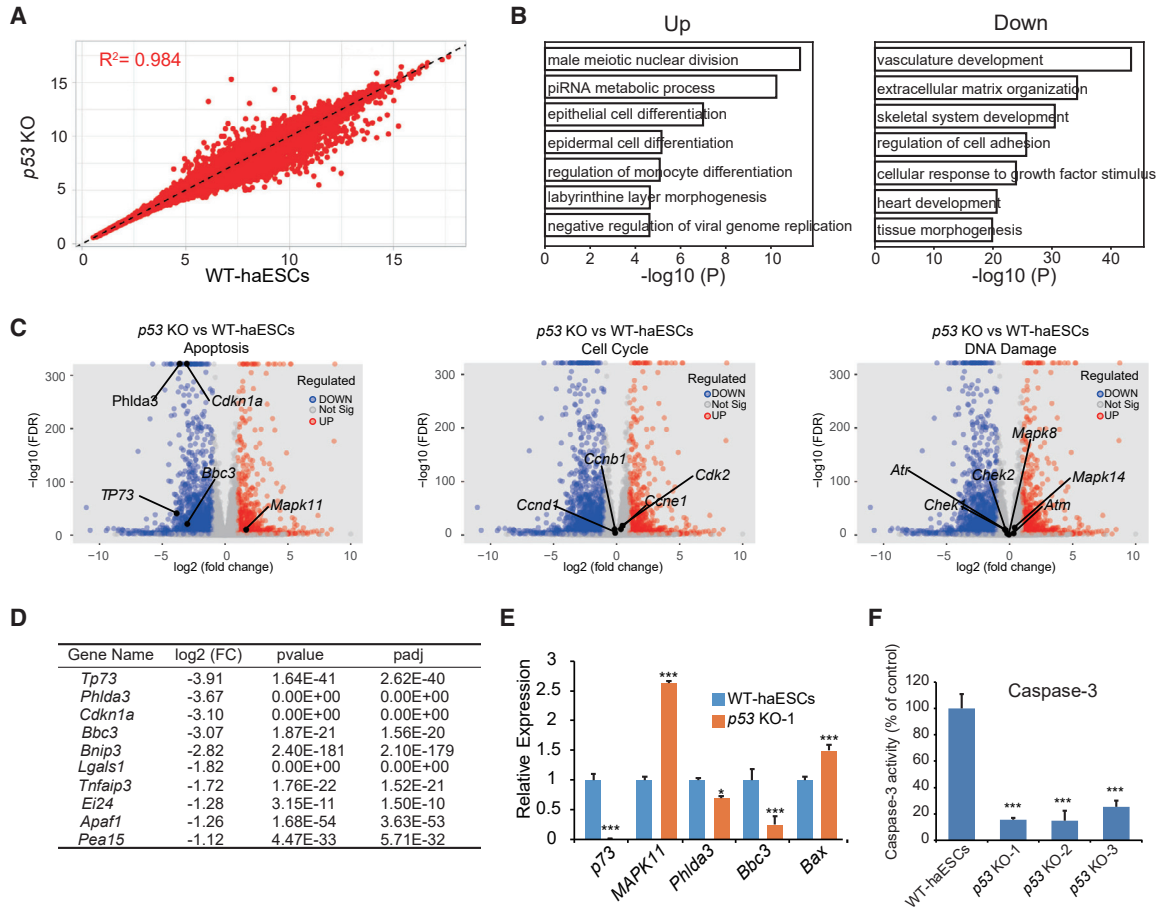 A
R²= 0.984
15
10
5
0
p53 KO
0 5 10 15
WT-haESCs
B
Up
male meiotic nuclear division
piRNA metabolic process
epithelial cell differentiation
epidermal cell differentiation
regulation of monocyte differentiation
labyrinthine layer morphogenesis
negative regulation of viral genome replication
0 2 4 6 8 10
-log10 (P)
Down
vasculature development
extracellular matrix organization
skeletal system development
regulation of cell adhesion
cellular response to growth factor stimulus
heart development
tissue morphogenesis
0 10 20 30 40
-log10 (P)
C
p53 KO vs WT-haESCs
Apoptosis
300
200
100
0
−log10 (FDR)
Regulated
DOWN
Not Sig
UP
Phlda3
Cdkn1a
Bbc3
TP73
Mapk11
−10 −5 0 5 10
log2 (fold change)
p53 KO vs WT-haESCs
Cell Cycle
300
200
100
0
−log10 (FDR)
Regulated
DOWN
Not Sig
UP
Ccnb1
Cdk2
Ccnd1
Ccne1
−10 −5 0 5 10
log2 (fold change)
p53 KO vs WT-haESCs
DNA Damage
300
200
100
0
−log10 (FDR)
Regulated
DOWN
Not Sig
UP
Mapk8
Atr
Chek2
Mapk14
Chek1
Atm
−10 −5 0 5 10
log2 (fold change)
D
Gene Name log2 (FC) pvalue padj
Tp73 -3.91 1.64E-41 2.62E-40
Phlda3 -3.67 0.00E+00 0.00E+00
Cdkn1a -3.10 0.00E+00 0.00E+00
Bbc3 -3.07 1.87E-21 1.56E-20
Bnip3 -2.82 2.40E-181 2.10E-179
Lgals1 -1.82 0.00E+00 0.00E+00
Tnfaip3 -1.72 1.76E-22 1.52E-21
Ei24 -1.28 3.15E-11 1.50E-10
Apaf1 -1.26 1.68E-54 3.63E-53
Pea15 -1.12 4.47E-33 5.71E-32
E
Relative Expression
3
2.5
2
1.5
1
0.5
0
WT-haESCs
p53 KO-1
***
***
*
***
***
p73 MAPK11 Phlda3 Bbc3 Bax
F
Caspase-3
Caspase-3 activity (% of control)
120
100
80
60
40
20
0
*** *** ***
WT-haESCs p53 KO-1 p53 KO-2 p53 KO-3